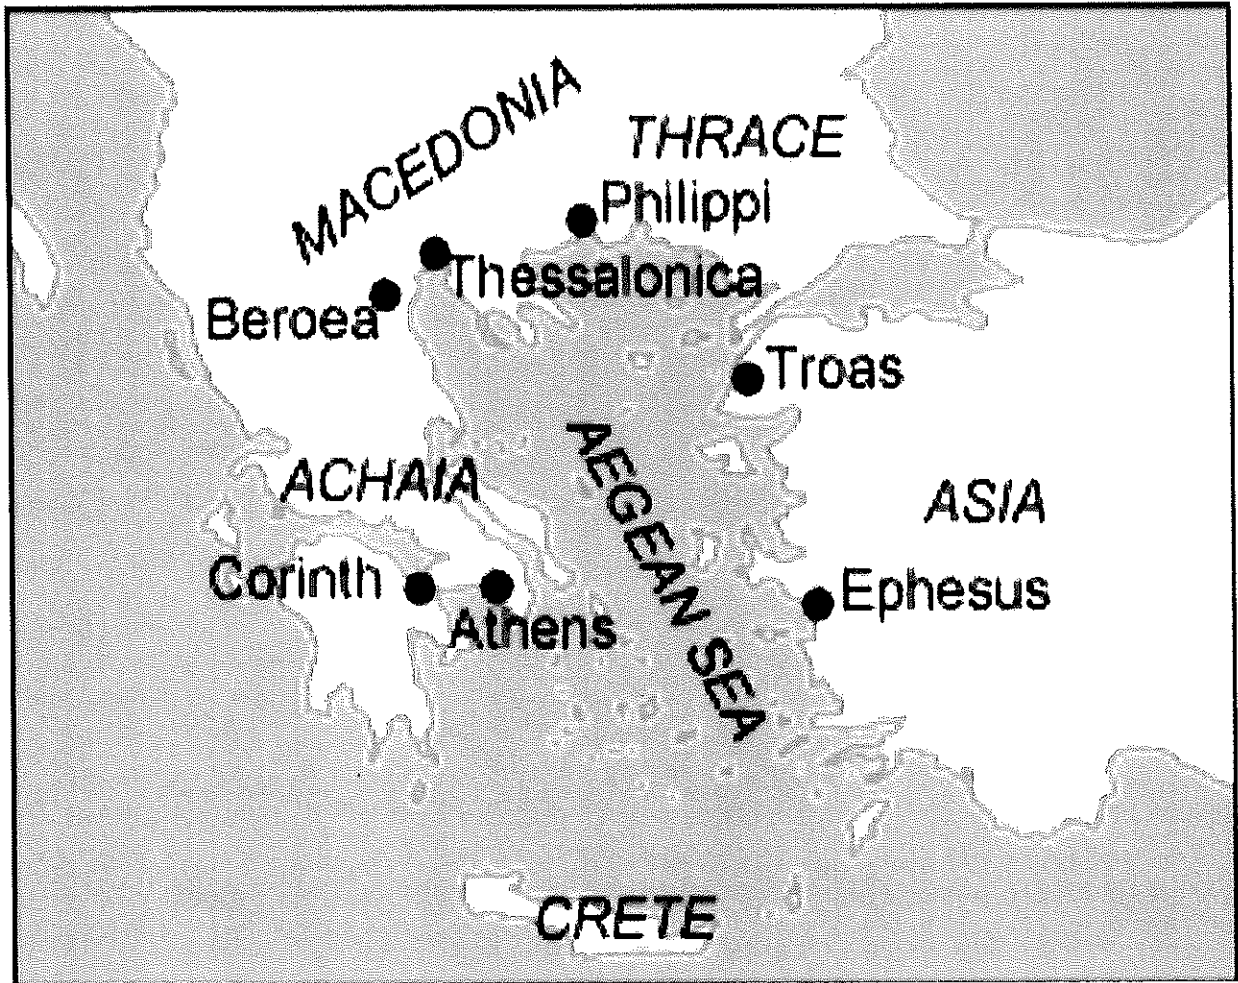 MACEDONIA
THRACE
Philippi
Thessalonica
Beroea
Troas
AEGEAN SEA
ACHAIA
ASIA
Corinth
Athens
Ephesus
CRETE